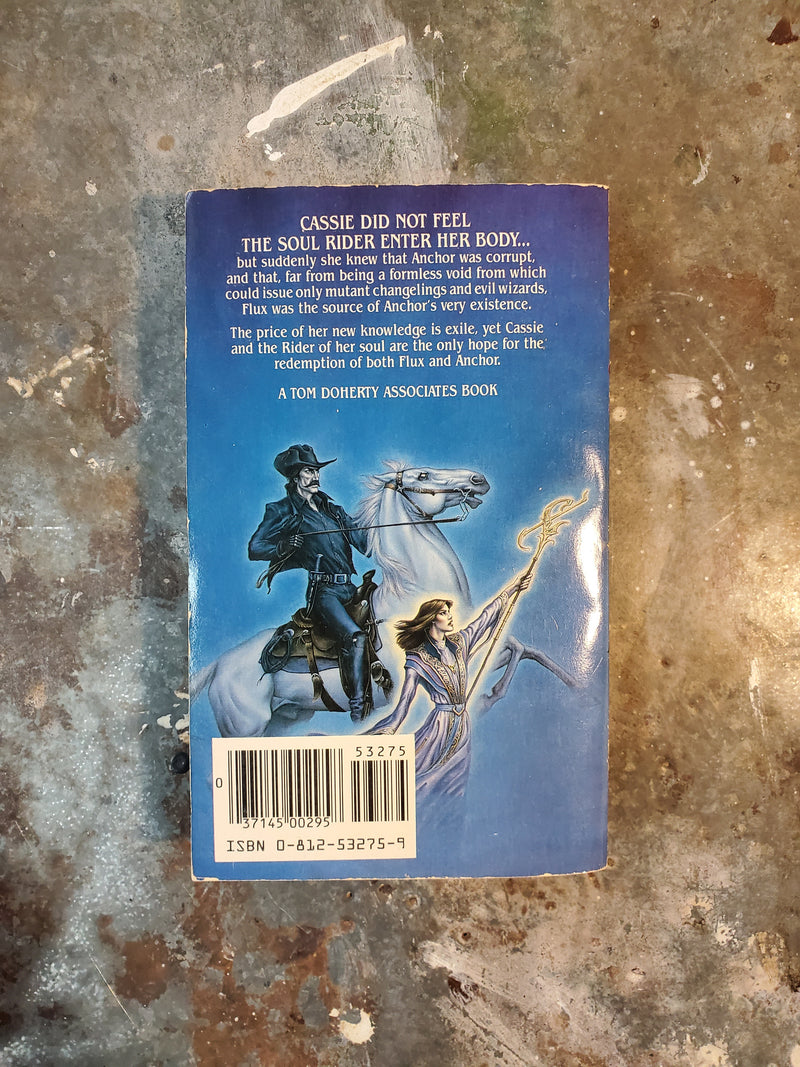 CASSIE DID NOT FEEL
THE SOUL RIDER ENTER HER BODY...
but suddenly she knew that Anchor was corrupt,
and that, far from being a formless void from which
could issue only mutant changelings and evil wizards,
Flux was the source of Anchor's very existence.
The price of her new knowledge is exile, yet Cassie
and the Rider of her soul are the only hope for the
redemption of both Flux and Anchor.
A TOM DOHERTY ASSOCIATES BOOK
53275
0
37145 00295
ISBN 0-812-53275-9